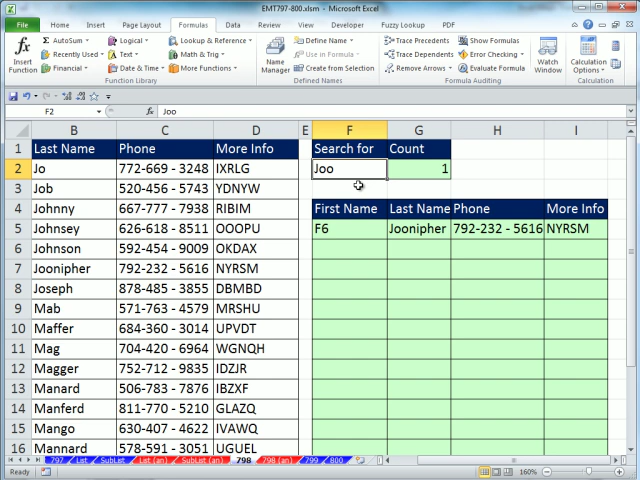 EMT797-800.xlsm - Microsoft Excel
File Home Insert Page Layout Formulas Data Review View Developer Fuzzy Lookup PDF
fx Σ AutoSum Logical Lookup & Reference Define Name Trace Precedents Show Formulas
Recently Used Text Math & Trig Use in Formula Trace Dependents Error Checking
Insert Function Financial Date & Time More Functions Name Manager Create from Selection Remove Arrows Evaluate Formula Watch Window Calculation Options
Function Library Defined Names Formula Auditing Calculation
F2 fx Joo
B C D E F G H I
1 Last Name Phone More Info Search for Count
2 Jo 772-669 - 3248 IXRLG Joo 1
3 Job 520-456 - 5743 YDNYW
4 Johnny 667-777 - 7938 RIBIM First Name Last Name Phone More Info
5 Johnsey 626-618 - 8511 OOOPU F6 Joonipher 792-232 - 5616 NYRSM
6 Johnson 592-454 - 9009 OKDAX
7 Joonipher 792-232 - 5616 NYRSM
8 Joseph 878-485 - 3855 DBMBD
9 Mab 571-763 - 4579 MRSHU
10 Maffer 684-360 - 3014 UPVDT
11 Mag 704-420 - 6964 WGNQH
12 Magger 752-712 - 9835 IDZJR
13 Manard 506-783 - 7876 IBZXF
14 Manferd 811-770 - 5210 GLAZQ
15 Mango 630-407 - 4622 IVAWQ
16 Mannard 578-591 - 3051 UGUEL
797 List SubList List (an) SubList (an) 798 798 (an) 799 800
Ready 160%